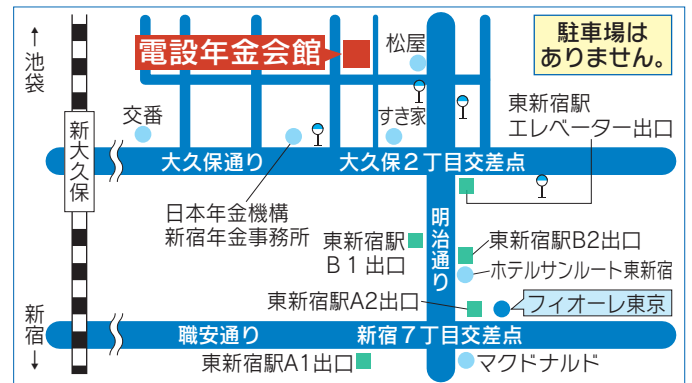 ↑池袋
電設年金会館
松屋
駐車場は
ありません。
交番
すき家
東新宿駅
エレベーター出口
新大久保
大久保通り
大久保2丁目交差点
日本年金機構
新宿年金事務所
東新宿駅
B1出口
明治通り
東新宿駅B2出口
ホテルサンルート東新宿
東新宿駅A2出口
フィオーレ東京
新宿↓
職安通り
新宿7丁目交差点
東新宿駅A1出口
マクドナルド